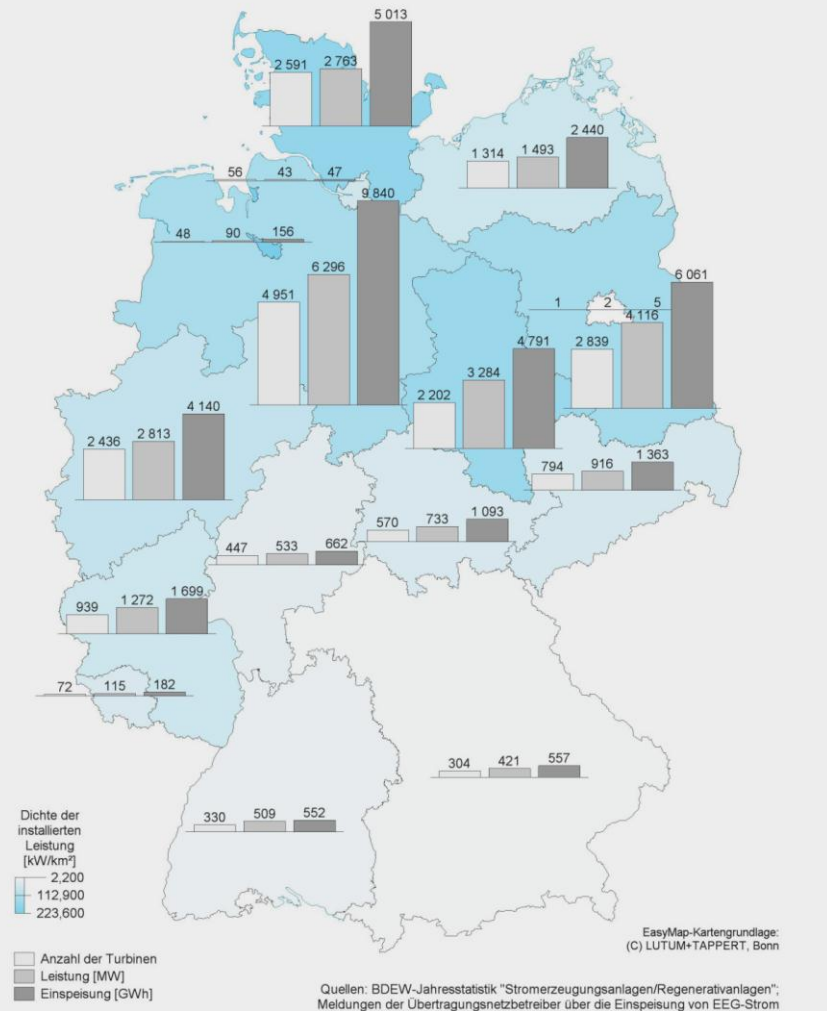 5 013
2 591 2 763
2 440
1 314 1 493
56 43 47
9 840
48 90 156
6 296
4 951
6 061
1 2 5
4 116
2 839
4 791
3 284
2 202
4 140
2 436 2 813
1 363
794 916
1 093
570 733
447 533 662
1 699
939 1 272
72 115 182
304 421 557
330 509 552
Dichte der
installierten
Leistung
[kW/km²]
2,200
112,900
223,600
EasyMap-Kartengrundlage:
(C) LUTUM+TAPPERT, Bonn
Anzahl der Turbinen
Leistung [MW]
Einspeisung [GWh]
Quellen: BDEW-Jahresstatistik "Stromerzeugungsanlagen/Regenerativanlagen";
Meldungen der Übertragungsnetzbetreiber über die Einspeisung von EEG-Strom